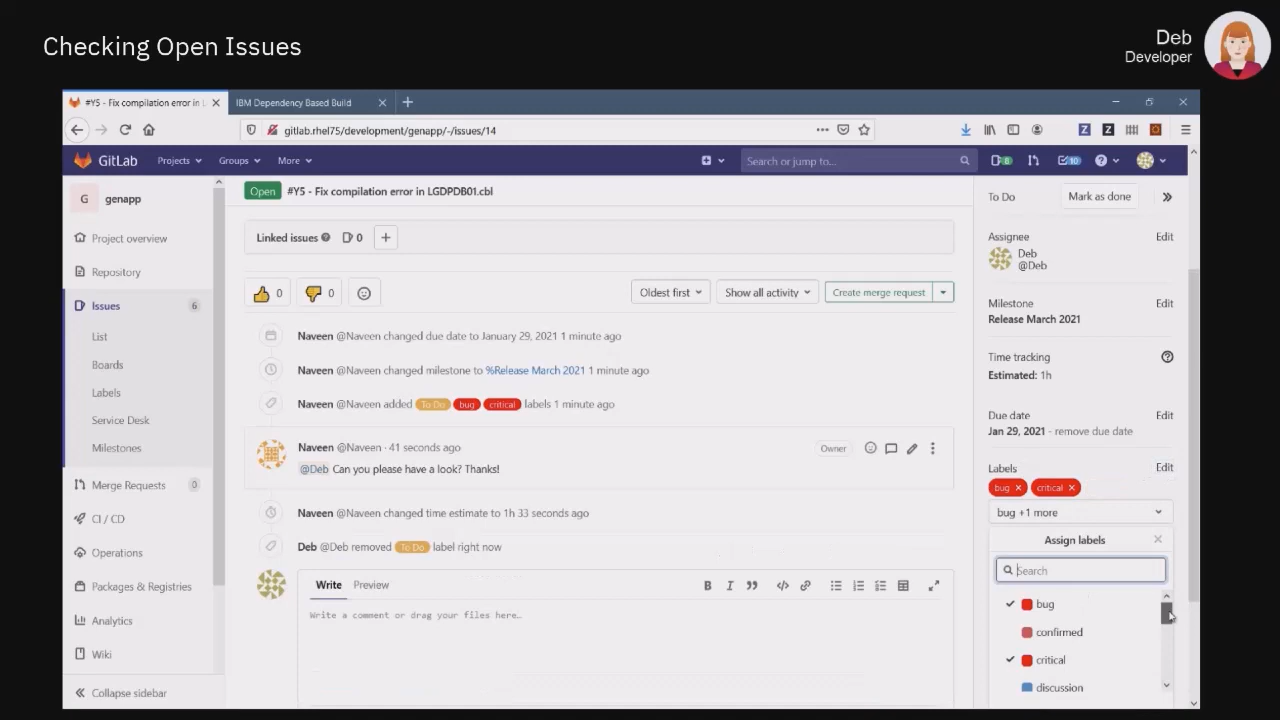 Checking Open Issues
Deb
Developer
#Y5 - Fix compilation error in L
IBM Dependency Based Build
gitlab.rhel75/development/genapp/-/issues/14
GitLab
Projects
Groups
More
Search or jump to...
6
10
G
genapp
Project overview
Repository
Issues
6
List
Boards
Labels
Service Desk
Milestones
Merge Requests
0
CI / CD
Operations
Packages & Registries
Analytics
Wiki
Collapse sidebar
Open
#Y5 - Fix compilation error in LGDPDB01.cbl
Linked issues
0
0
0
Oldest first
Show all activity
Create merge request
Naveen @Naveen changed due date to January 29, 2021 1 minute ago
Naveen @Naveen changed milestone to %Release March 2021 1 minute ago
Naveen @Naveen added To Do bug critical labels 1 minute ago
Naveen @Naveen · 41 seconds ago
Owner
@Deb Can you please have a look? Thanks!
Naveen @Naveen changed time estimate to 1h 33 seconds ago
Deb @Deb removed To Do label right now
Write
Preview
Write a comment or drag your files here…
To Do
Mark as done
Assignee
Edit
Deb
@Deb
Milestone
Edit
Release March 2021
Time tracking
Estimated: 1h
Due date
Edit
Jan 29, 2021 - remove due date
Labels
Edit
bug
critical
bug +1 more
Assign labels
Search
bug
confirmed
critical
discussion